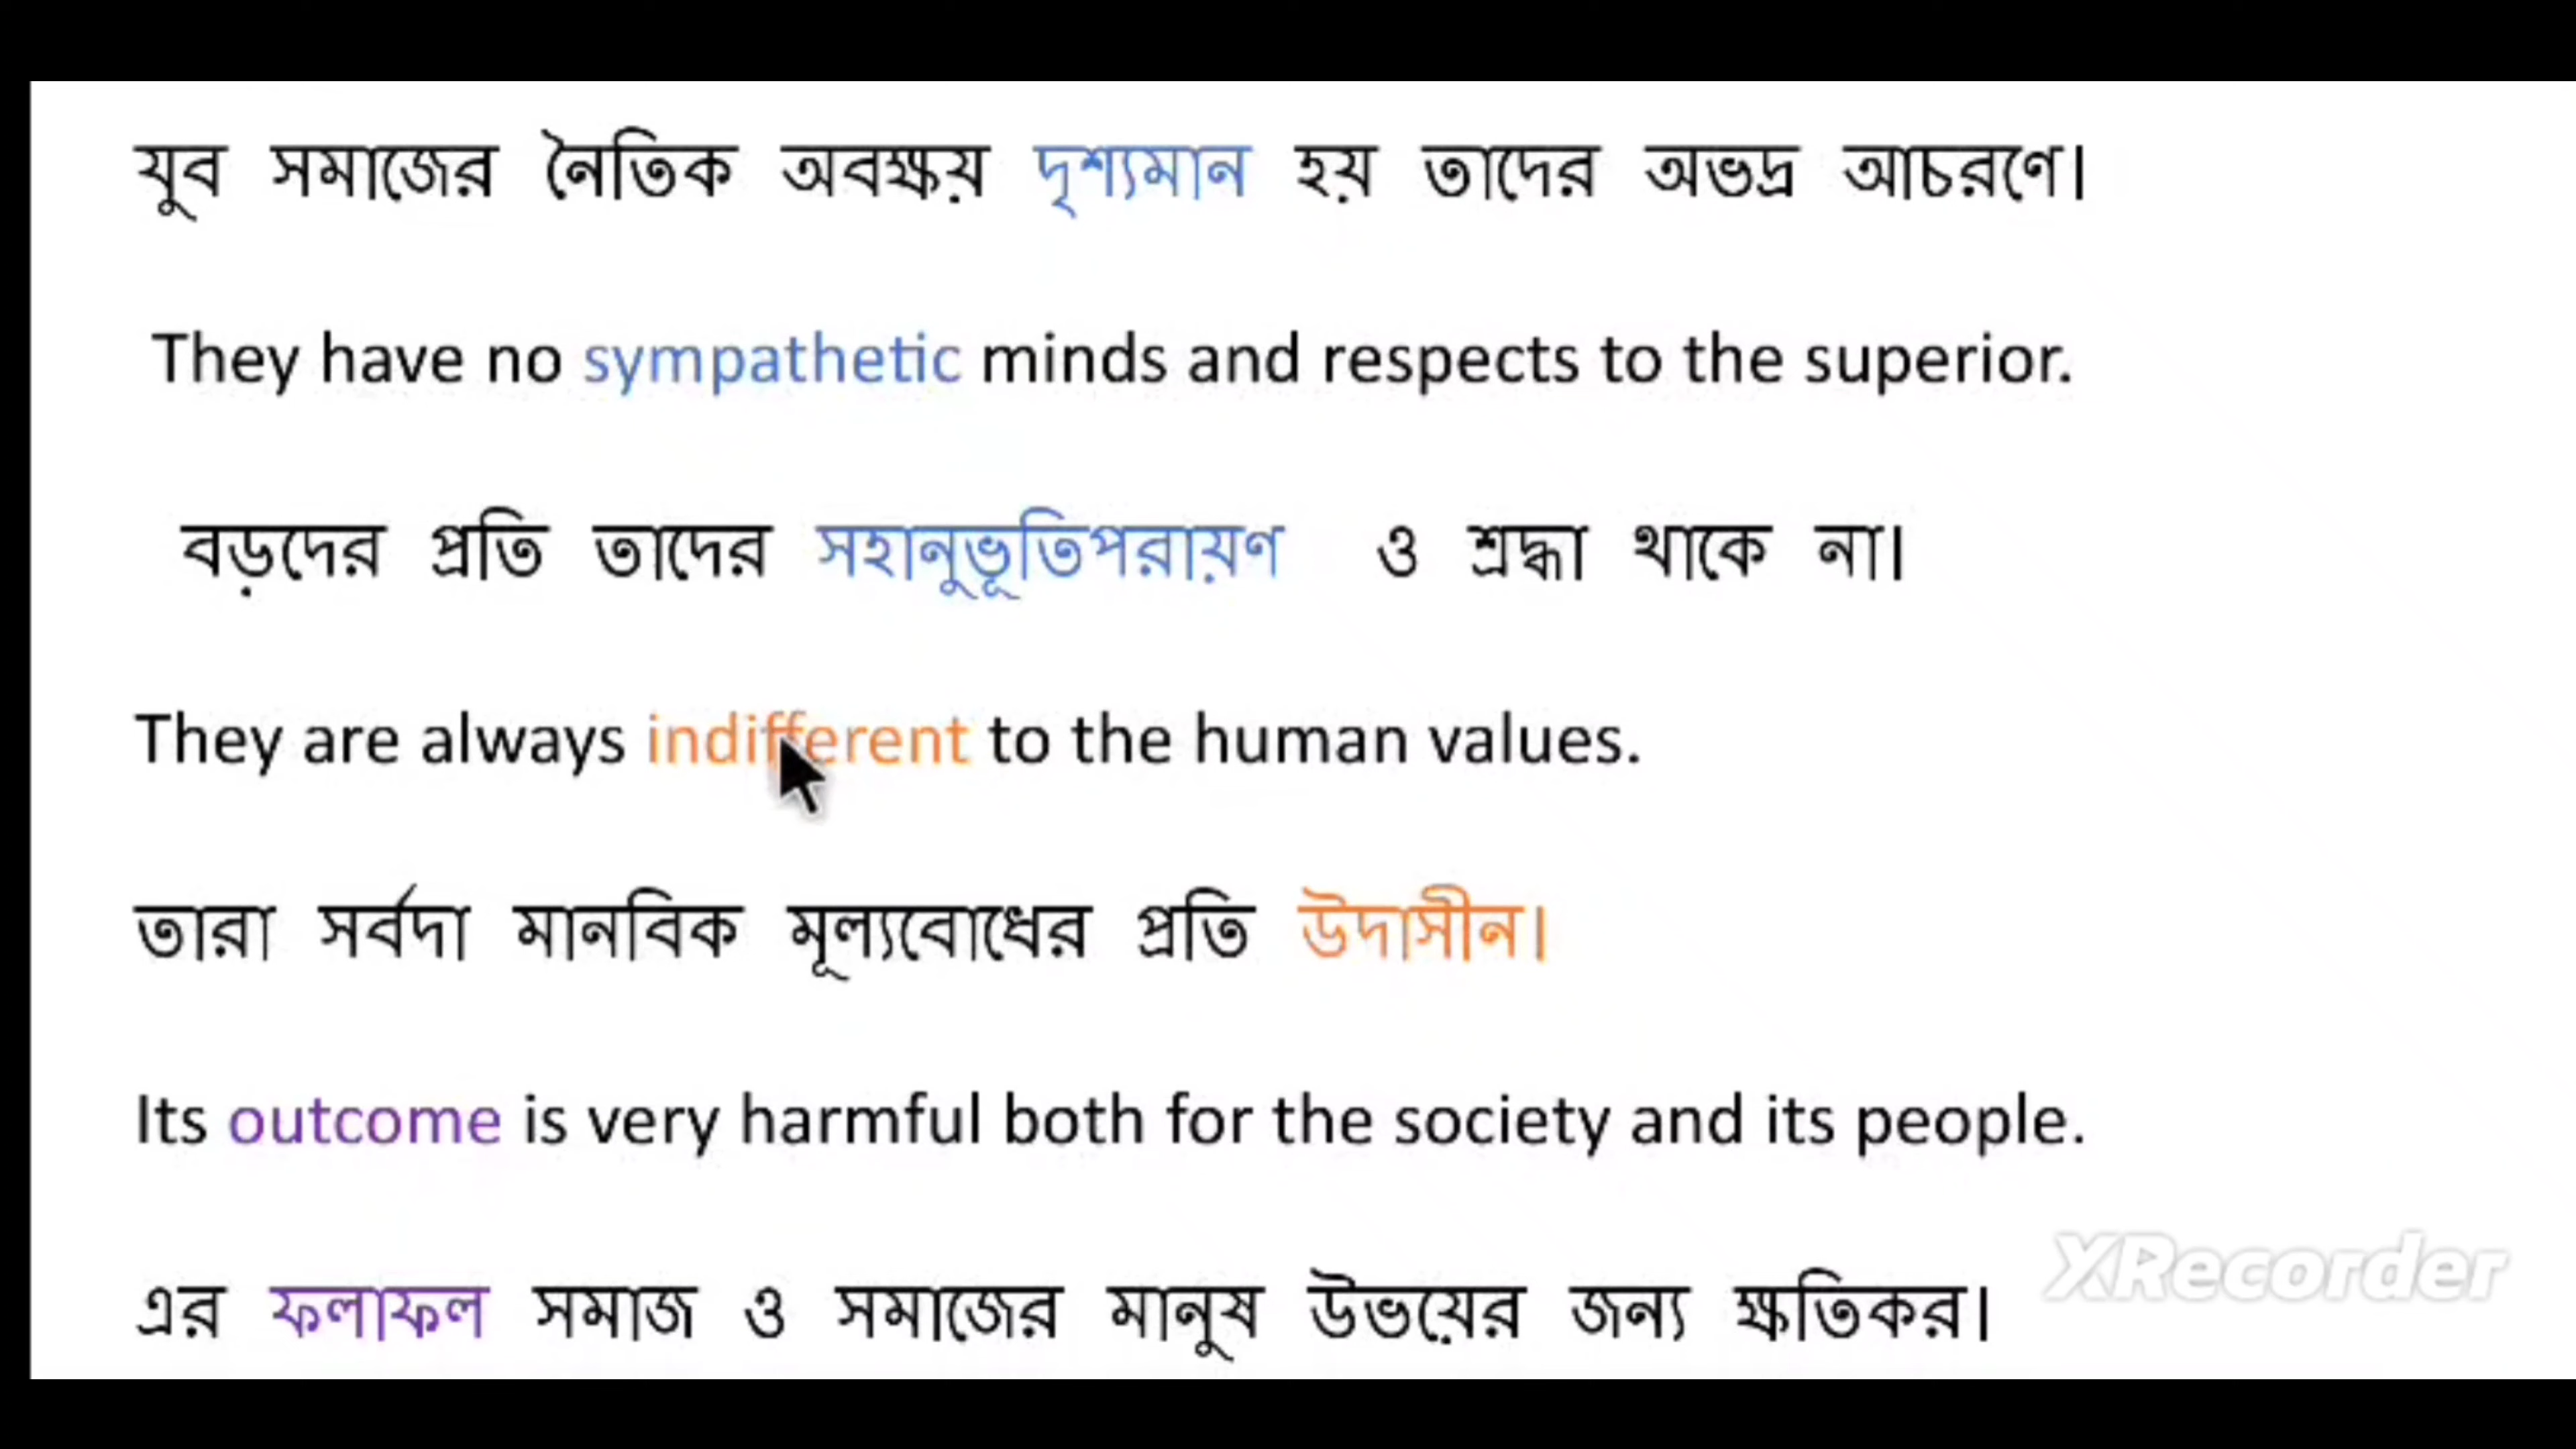 যুব সমাজের নৈতিক অবক্ষয় দৃশ্যমান হয় তাদের অভদ্র আচরণে।
They have no sympathetic minds and respects to the superior.
বড়দের প্রতি তাদের সহানুভূতিপরায়ণ ও শ্রদ্ধা থাকে না।
They are always indifferent to the human values.
তারা সর্বদা মানবিক মূল্যবোধের প্রতি উদাসীন।
Its outcome is very harmful both for the society and its people.
এর ফলাফল সমাজ ও সমাজের মানুষ উভয়ের জন্য ক্ষতিকর।
XRecorder